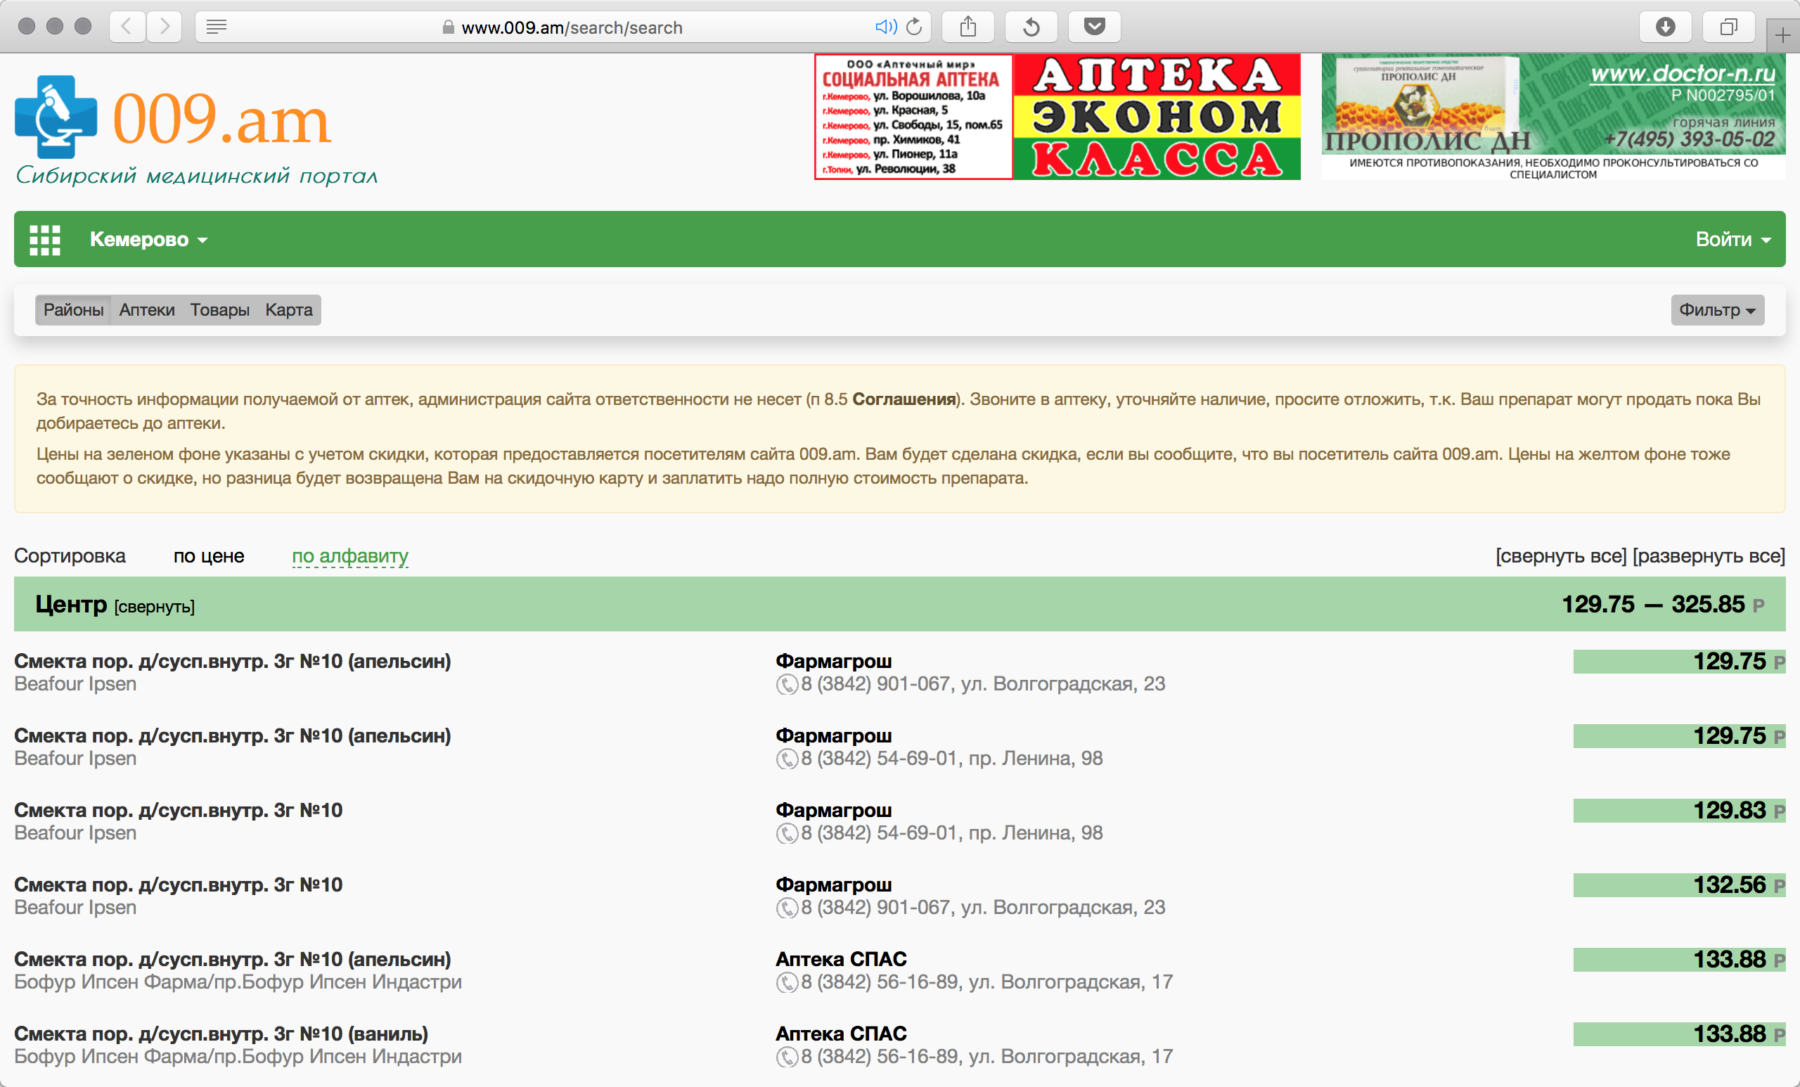 www.009.am/search/search
009.am
Сибирский медицинский портал
ООО «Аптечный мир»
СОЦИАЛЬНАЯ АПТЕКА
г.Кемерово, ул. Ворошилова, 10а
г.Кемерово, ул. Красная, 5
г.Кемерово, ул. Свободы, 15, пом.65
г.Кемерово, пр. Химиков, 41
г.Кемерово, ул. Пионер, 11а
г.Топки, ул. Революции, 38
АПТЕКА
ЭКОНОМ
КЛАССА
ПРОПОЛИС ДН
www.doctor-n.ru
Р N002795/01
горячая линия
ПРОПОЛИС ДН +7(495) 393-05-02
ИМЕЮТСЯ ПРОТИВОПОКАЗАНИЯ, НЕОБХОДИМО ПРОКОНСУЛЬТИРОВАТЬСЯ СО
СПЕЦИАЛИСТОМ
Кемерово Войти
Районы Аптеки Товары Карта Фильтр
За точность информации получаемой от аптек, администрация сайта ответственности не несет (п 8.5 Соглашения). Звоните в аптеку, уточняйте наличие, просите отложить, т.к. Ваш препарат могут продать пока Вы
добираетесь до аптеки.
Цены на зеленом фоне указаны с учетом скидки, которая предоставляется посетителям сайта 009.am. Вам будет сделана скидка, если вы сообщите, что вы посетитель сайта 009.am. Цены на желтом фоне тоже
сообщают о скидке, но разница будет возвращена Вам на скидочную карту и заплатить надо полную стоимость препарата.
Сортировка по цене по алфавиту [свернуть все] [развернуть все]
Центр [свернуть] 129.75 — 325.85 Р
Смекта пор. д/сусп.внутр. 3г №10 (апельсин) Фармагрош 129.75 Р
Beafour Ipsen 8 (3842) 901-067, ул. Волгоградская, 23
Смекта пор. д/сусп.внутр. 3г №10 (апельсин) Фармагрош 129.75 Р
Beafour Ipsen 8 (3842) 54-69-01, пр. Ленина, 98
Смекта пор. д/сусп.внутр. 3г №10 Фармагрош 129.83 Р
Beafour Ipsen 8 (3842) 54-69-01, пр. Ленина, 98
Смекта пор. д/сусп.внутр. 3г №10 Фармагрош 132.56 Р
Beafour Ipsen 8 (3842) 901-067, ул. Волгоградская, 23
Смекта пор. д/сусп.внутр. 3г №10 (апельсин) Аптека СПАС 133.88 Р
Бофур Ипсен Фарма/пр.Бофур Ипсен Индастри 8 (3842) 56-16-89, ул. Волгоградская, 17
Смекта пор. д/сусп.внутр. 3г №10 (ваниль) Аптека СПАС 133.88 Р
Бофур Ипсен Фарма/пр.Бофур Ипсен Индастри 8 (3842) 56-16-89, ул. Волгоградская, 17